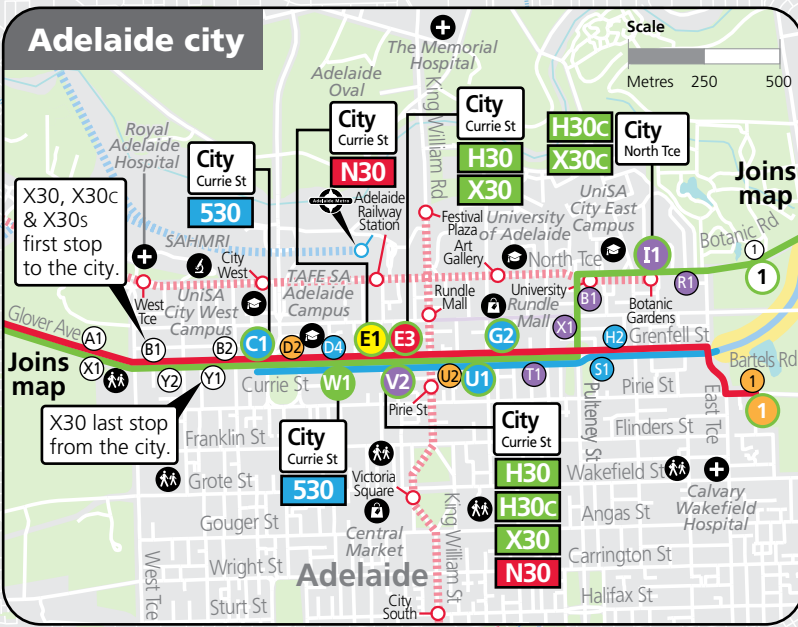 Adelaide city
The Memorial
Hospital
King William Rd
Scale
Metres 250 500
Adelaide
Oval
Royal
Adelaide
Hospital
City
Currie St
530
City
Currie St
N30
City
Currie St
H30
X30
H30C
X30C
City
North Tce
Joins
map
X30, X30c
& X30s
first stop
to the city.
Adelaide Metro
Adelaide
Railway
Station
Festival
Plaza
University
of Adelaide
UniSA
City East
Campus
Botanic Rd
1
1
SAHMRI
City
West
Art
Gallery
North Tce
I1
R1
West
Tce
UniSA
City West
Campus
TAFE SA
Adelaide
Campus
Rundle
Mall
University
Rundle
Mall
B1
Botanic
Gardens
X1
Glover Ave
A1
B1
B2
C1
D2
D4
E1
E3
G2
H2
Grenfell St
Joins
map
X1
Y2
Y1
Currie St
W1
V2
U2
U1
T1
S1
Bartels Rd
1
1
Pirie St
Pirie St
Pulteney St
East Tce
X30 last stop
from the city.
Franklin St
City
Currie St
530
City
Currie St
H30
H30C
X30
N30
Flinders St
Grote St
Victoria
Square
Wakefield St
Calvary
Wakefield
Hospital
Gouger St
Central
Market
King William St
Angas St
West Tce
Wright St
Adelaide
Carrington St
Sturt St
City
South
Halifax St